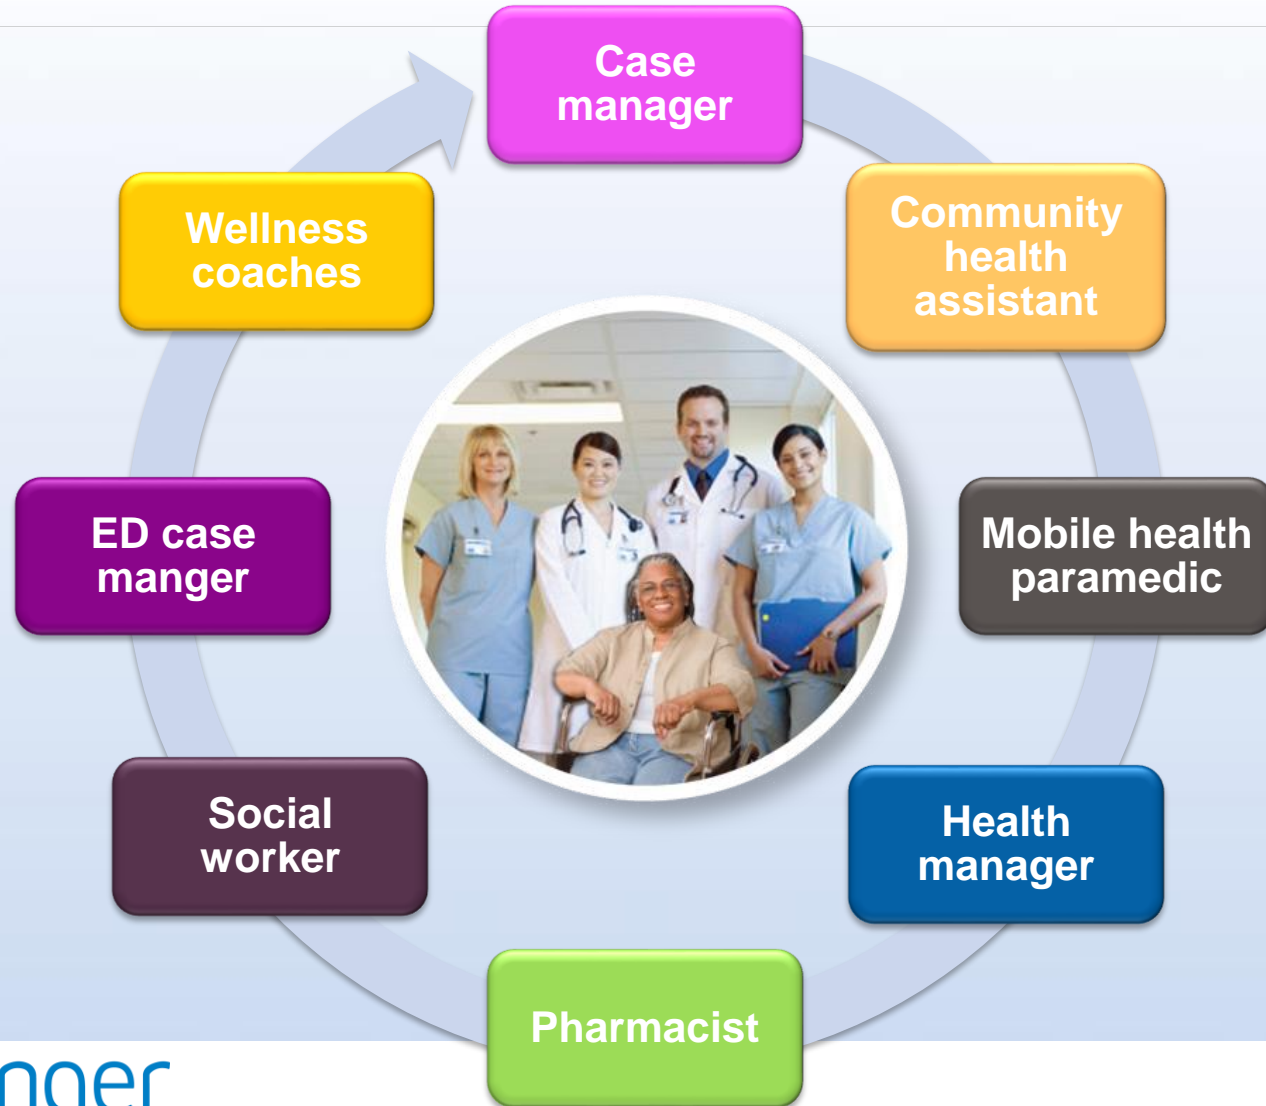 Case
manager
Community
health
assistant
Mobile health
paramedic
Health
manager
Pharmacist
Social
worker
ED case
manger
Wellness
coaches